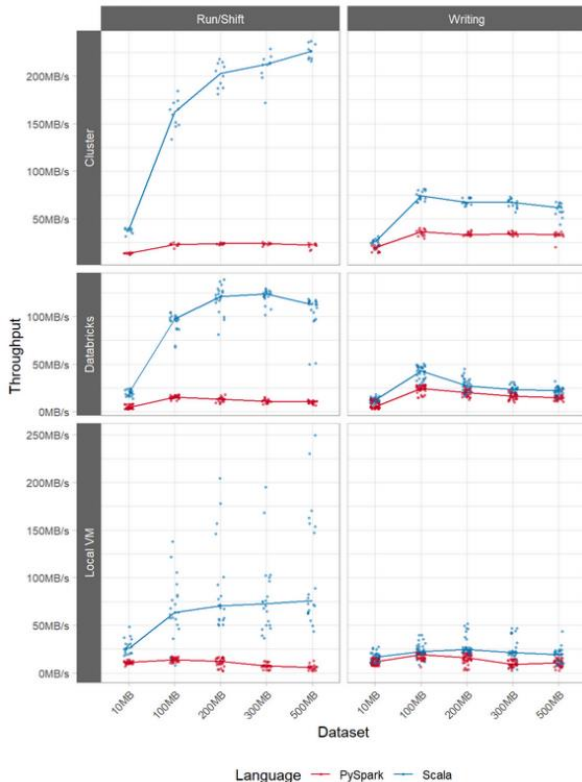 Run/Shift
Writing
Cluster
200MB/s
150MB/s
100MB/s
50MB/s
Throughput
Databricks
100MB/s
50MB/s
0MB/s
Local VM
250MB/s
200MB/s
150MB/s
100MB/s
50MB/s
0MB/s
10MB
100MB
200MB
300MB
500MB
10MB
100MB
200MB
300MB
500MB
Dataset
Language PySpark Scala